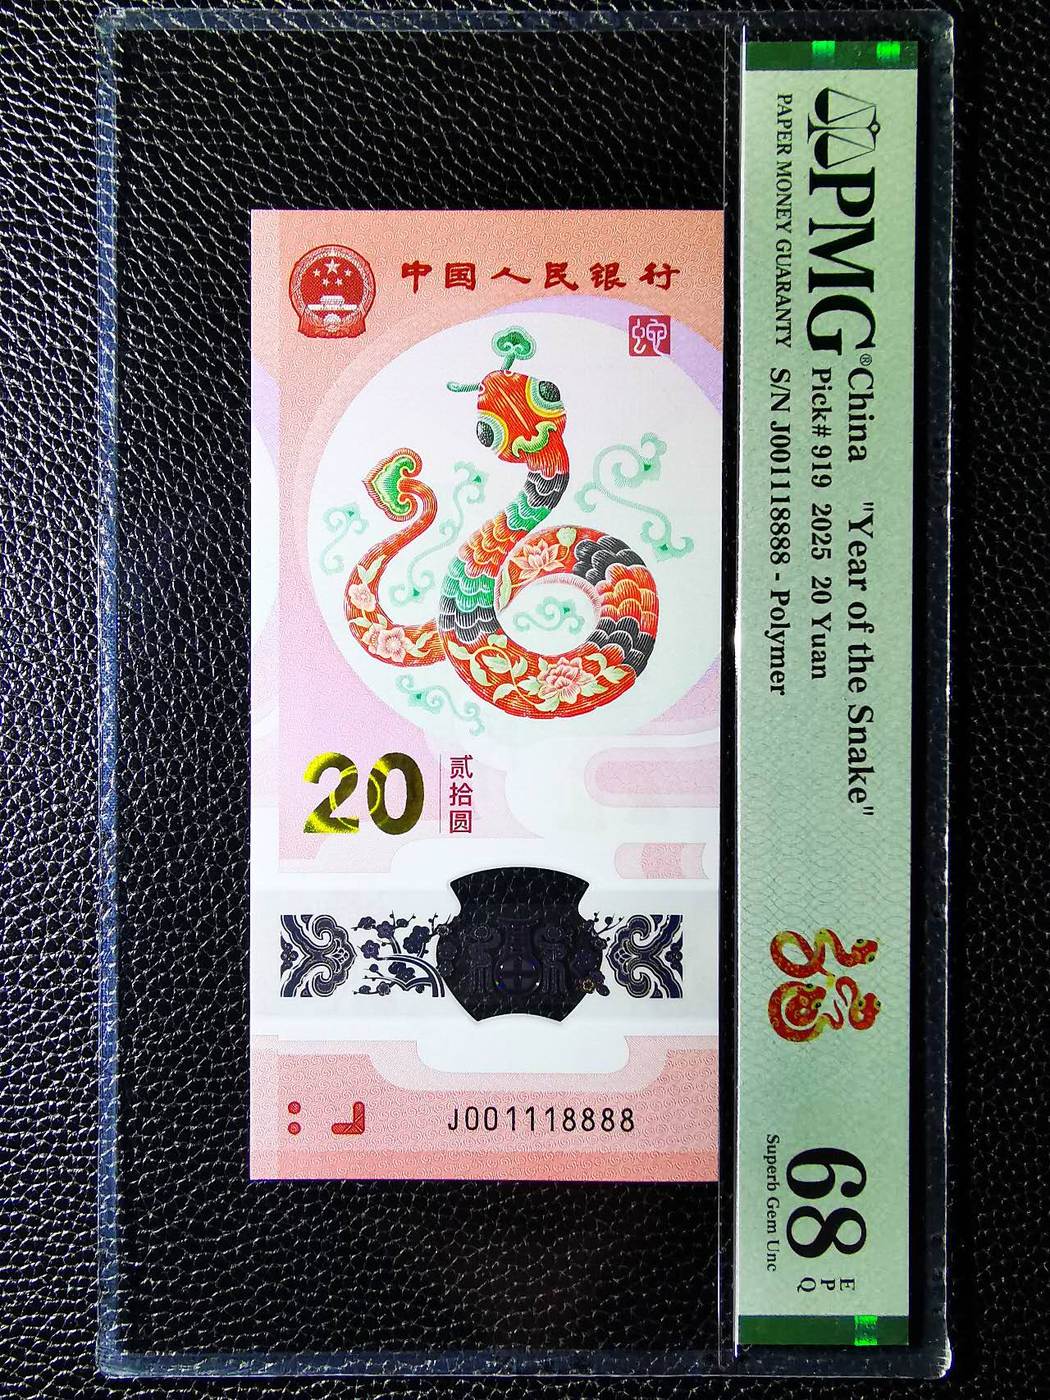 中国人民银行
蛇
20
贰拾圆
J001118888
PMG®
PAPER MONEY GUARANTY
China "Year of the Snake"
Pick# 919 2025 20 Yuan
S/N J001118888 - Polymer
68 EPQ
Superb Gem Unc